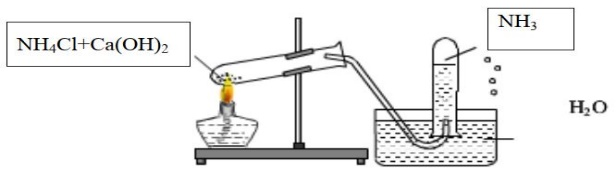 NH₄Cl+Ca(OH)₂
NH₃
H₂O